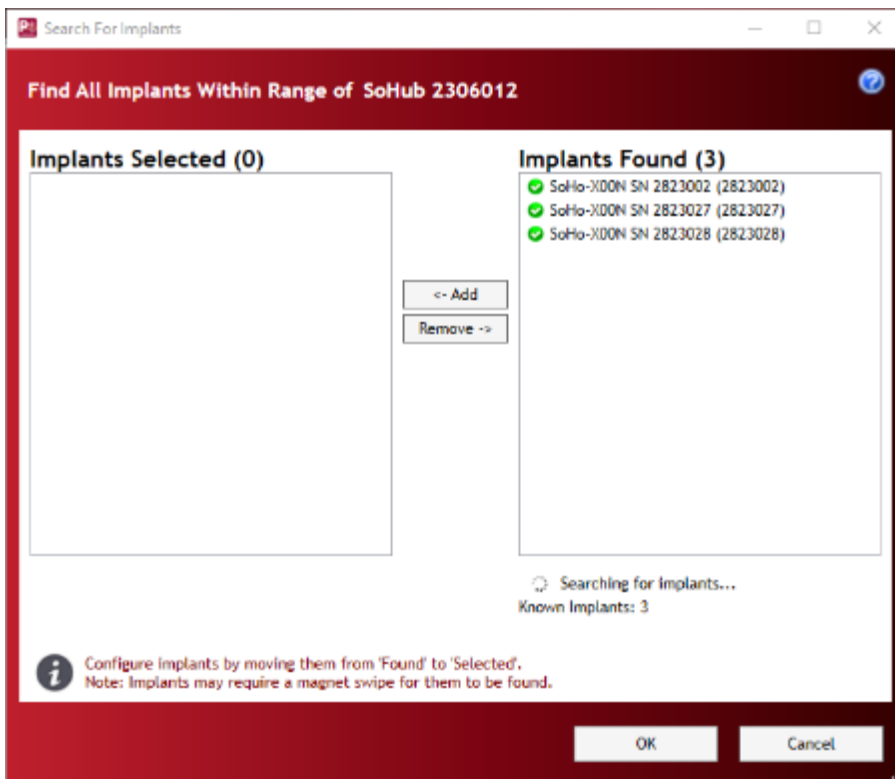 Search For Implants
Find All Implants Within Range of SoHub 2306012
Implants Selected (0)
Implants Found (3)
SoHo-X00N SN 2823002 (2823002)
SoHo-X00N SN 2823027 (2823027)
SoHo-X00N SN 2823028 (2823028)
<- Add
Remove ->
Searching for implants...
Known Implants: 3
Configure implants by moving them from 'Found' to 'Selected'.
Note: Implants may require a magnet swipe for them to be found.
OK
Cancel